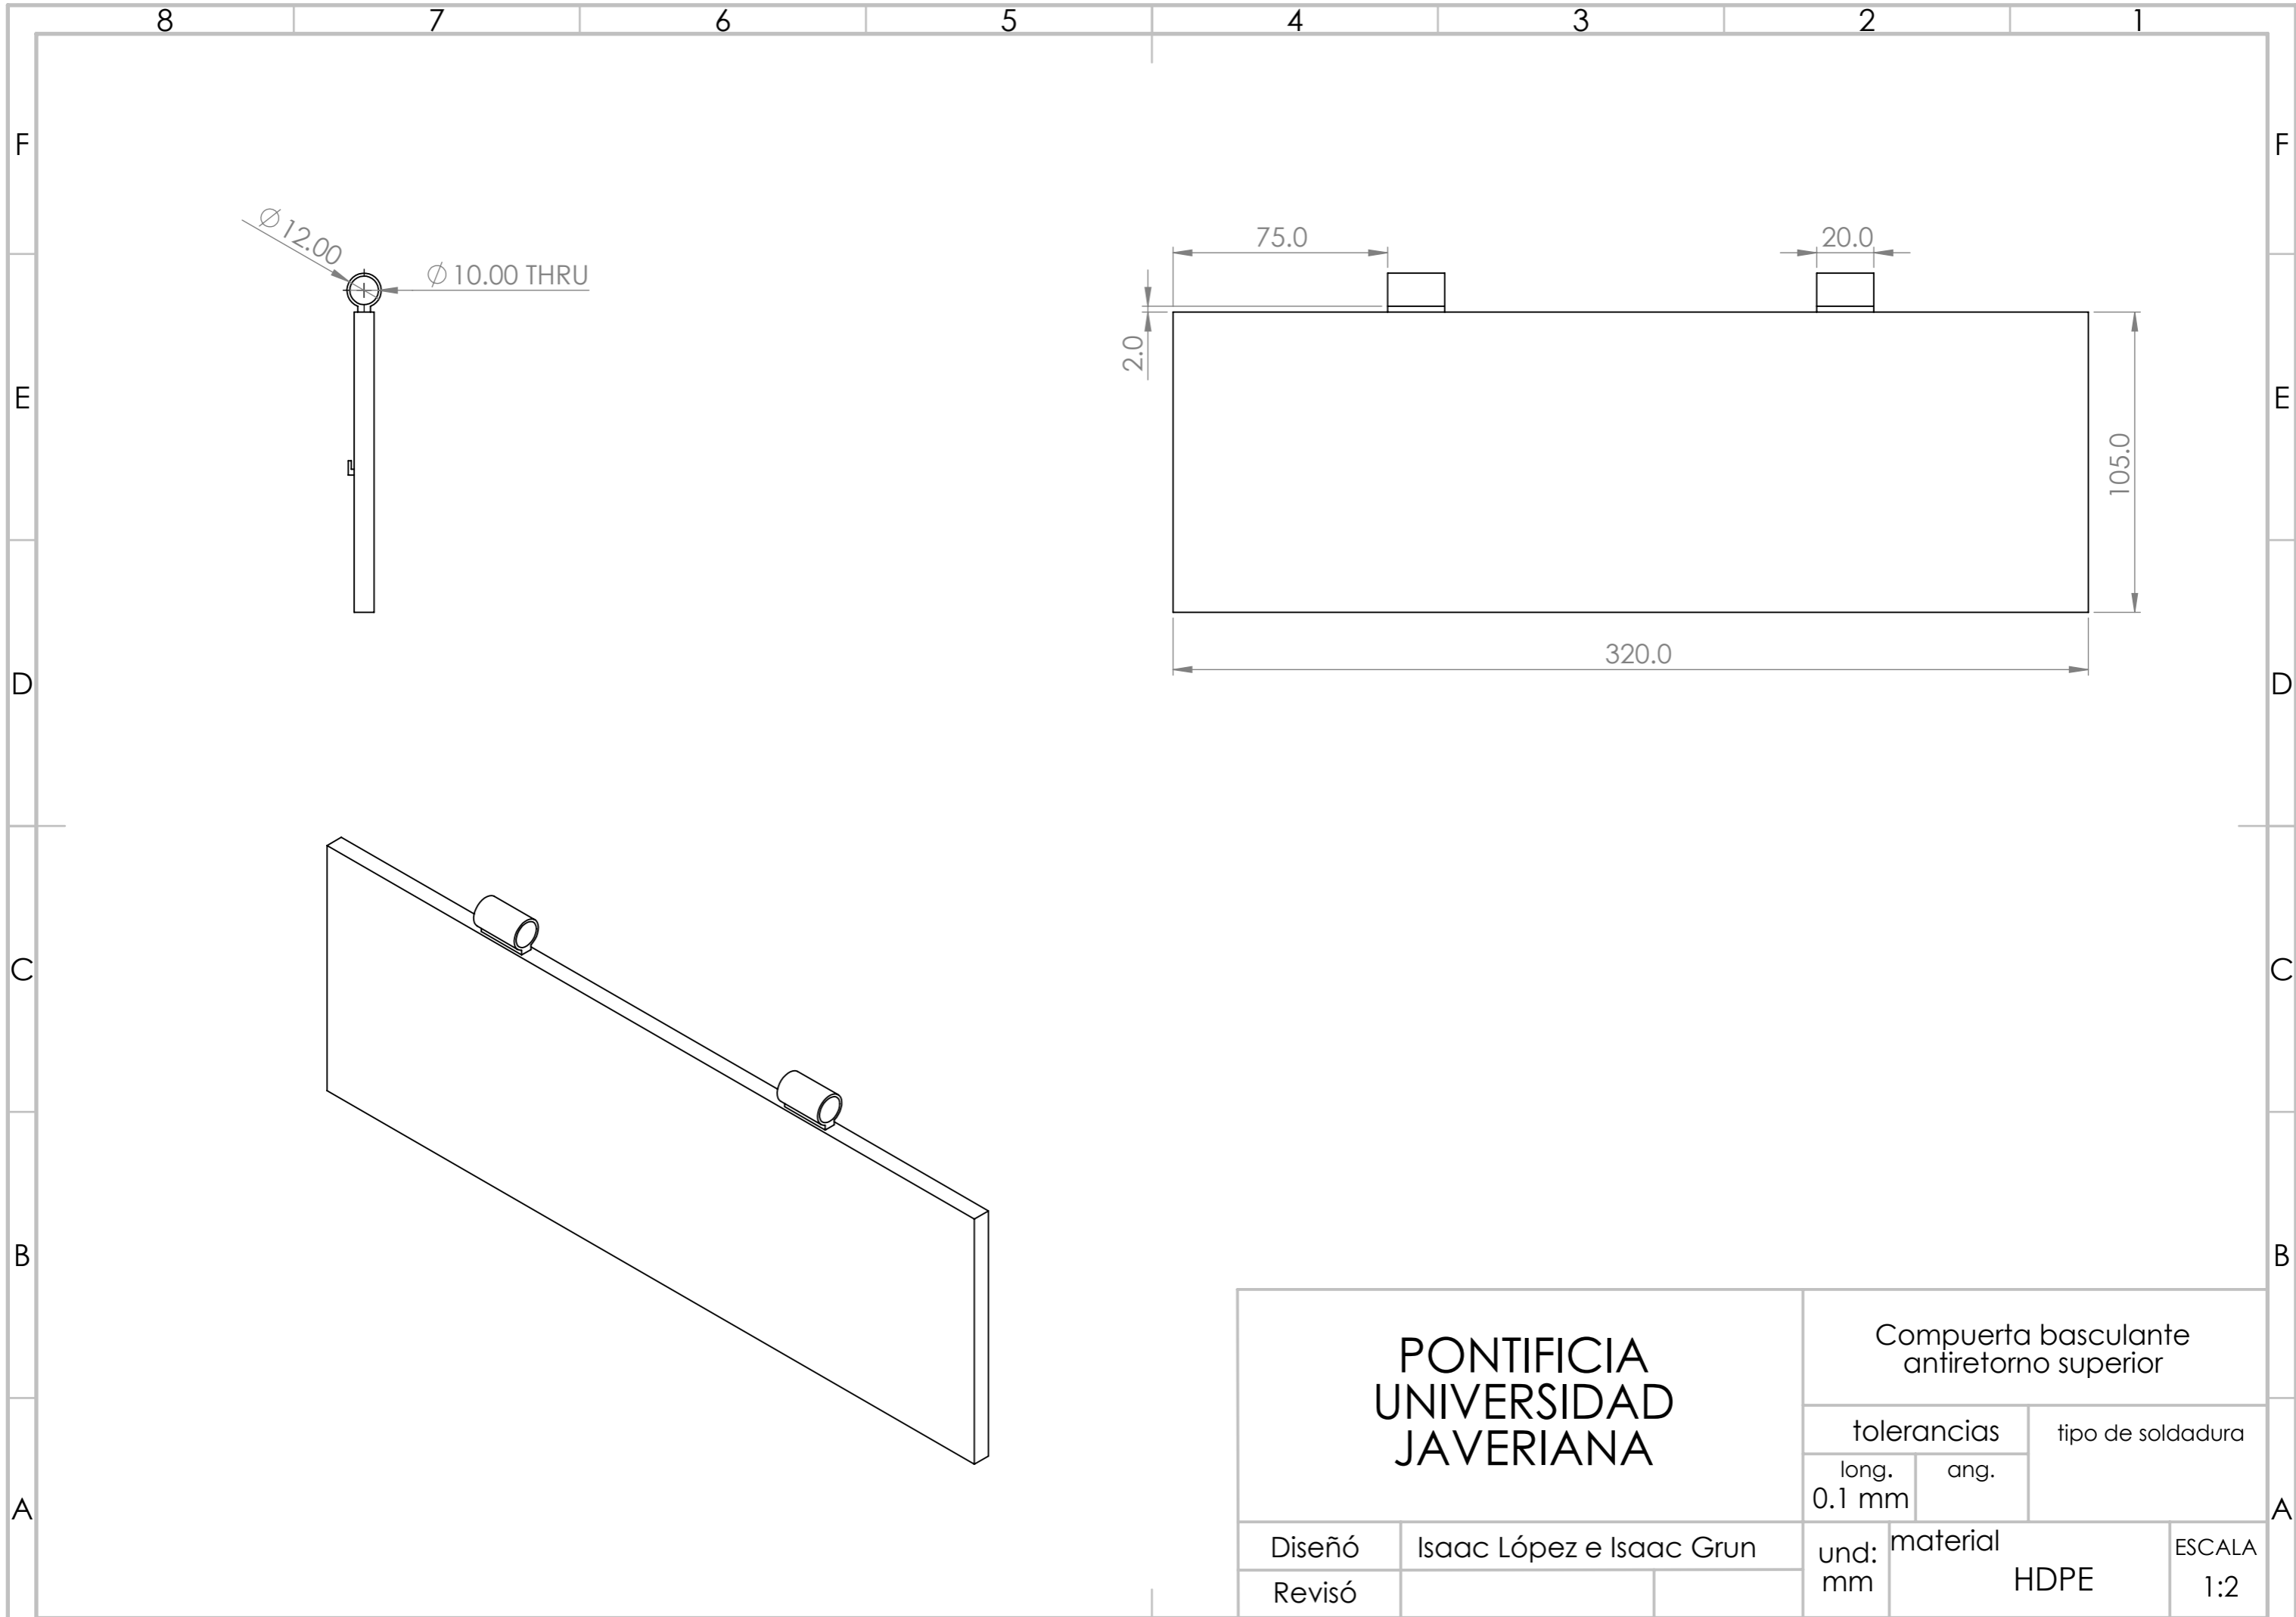 8 7 6 5 4 3 2 1
F F
Ø12.00
Ø10.00 THRU
75.0
20.0
2.0
E E
105.0
320.0
D D
C C
B B
PONTIFICIA
UNIVERSIDAD
JAVERIANA
Compuerta basculante
antiretorno superior
tolerancias
tipo de soldadura
long.
0.1 mm
ang.
A A
Diseñó
Isaac López e Isaac Grun
Revisó
und:
mm
material
HDPE
ESCALA
1:2